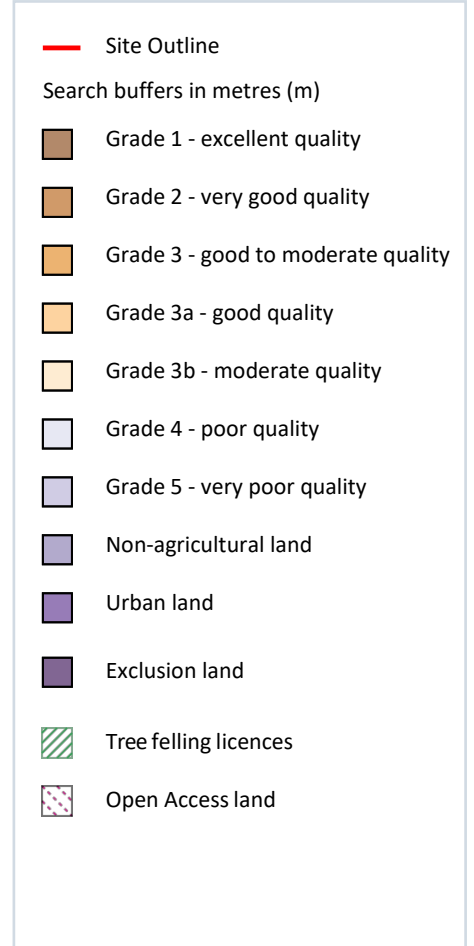 Site Outline
Search buffers in metres (m)
Grade 1 - excellent quality
Grade 2 - very good quality
Grade 3 - good to moderate quality
Grade 3a - good quality
Grade 3b - moderate quality
Grade 4 - poor quality
Grade 5 - very poor quality
Non-agricultural land
Urban land
Exclusion land
Tree felling licences
Open Access land